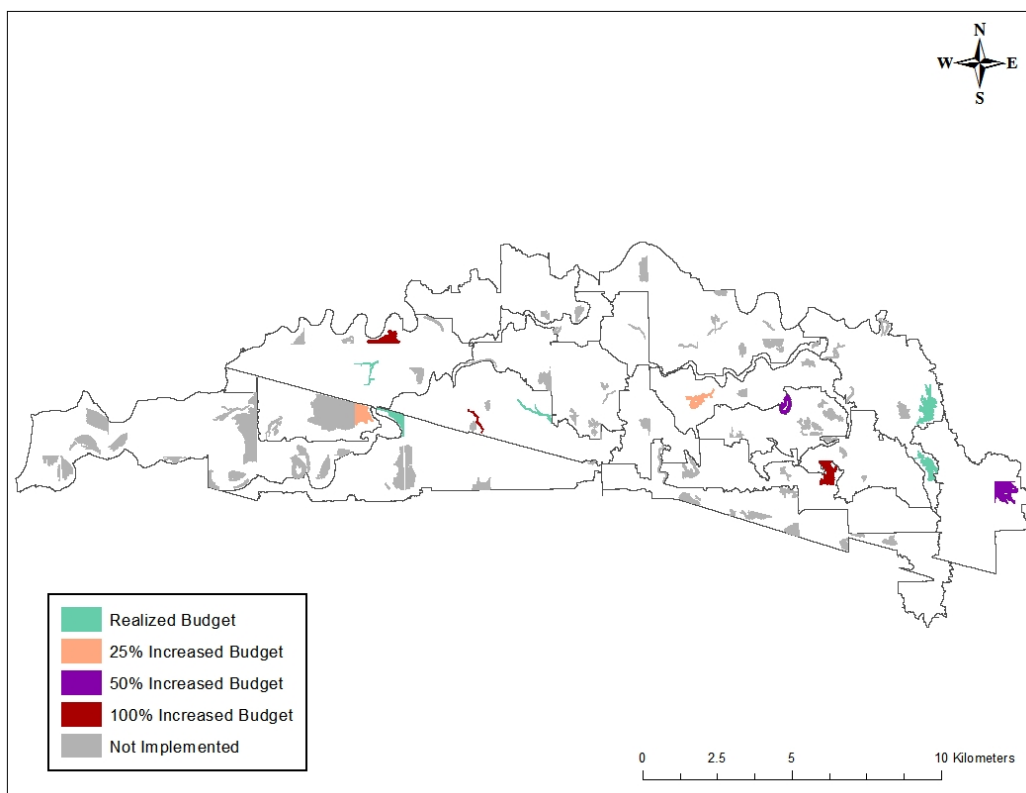 N
W E
S
Realized Budget
25% Increased Budget
50% Increased Budget
100% Increased Budget
Not Implemented
0 2.5 5 10 Kilometers